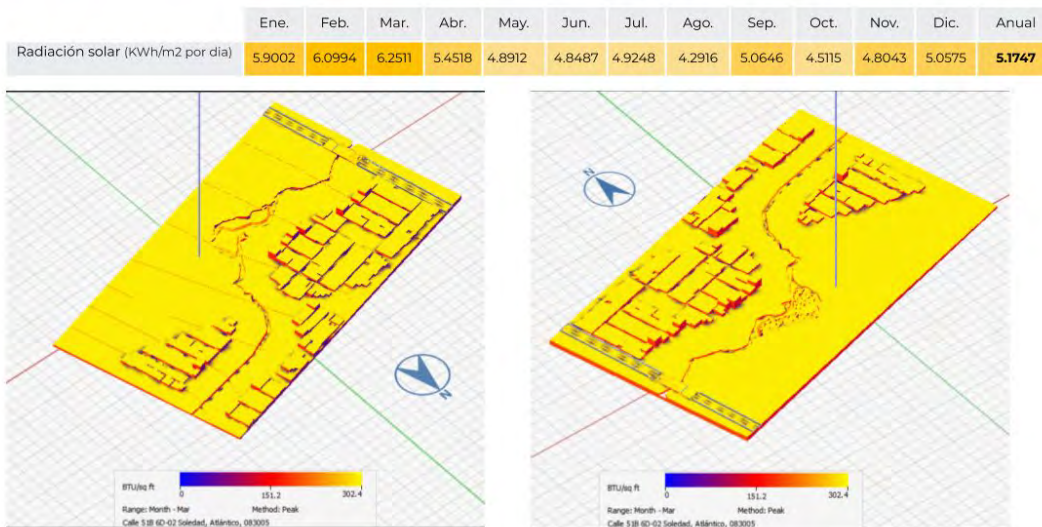 Ene. Feb. Mar. Abr. May. Jun. Jul. Ago. Sep. Oct. Nov. Dic. Anual
Radiación solar (KWh/m2 por dia) 5.9002 6.0994 6.2511 5.4518 4.8912 4.8487 4.9248 4.2916 5.0646 4.5115 4.8043 5.0575 5.1747
N
N
BTU/sq ft
0 151.2 302.4
Range: Month - Mar Method: Peak
Calle 51B 6D-02 Soledad, Atlántico, 083005
BTU/sq ft
0 151.2 302.4
Range: Month - Mar Method: Peak
Calle 51B 6D-02 Soledad, Atlántico, 083005